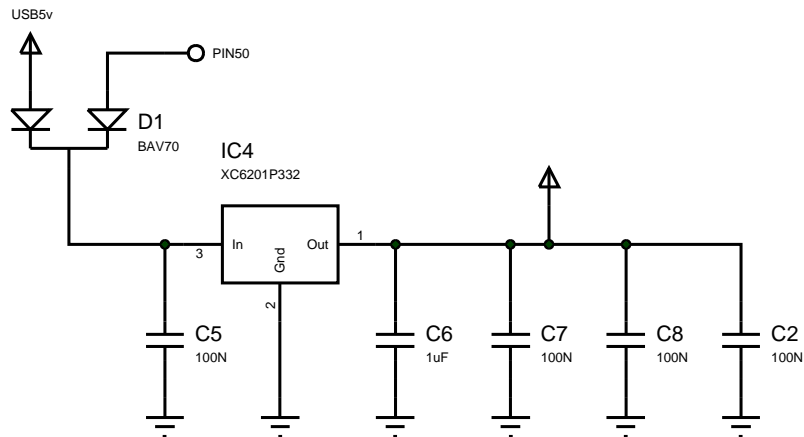 USB5v
PIN50
D1
BAV70
IC4
XC6201P332
1
3
In
Out
Gnd
2
C5
100N
C6
1uF
C7
100N
C8
100N
C2
100N